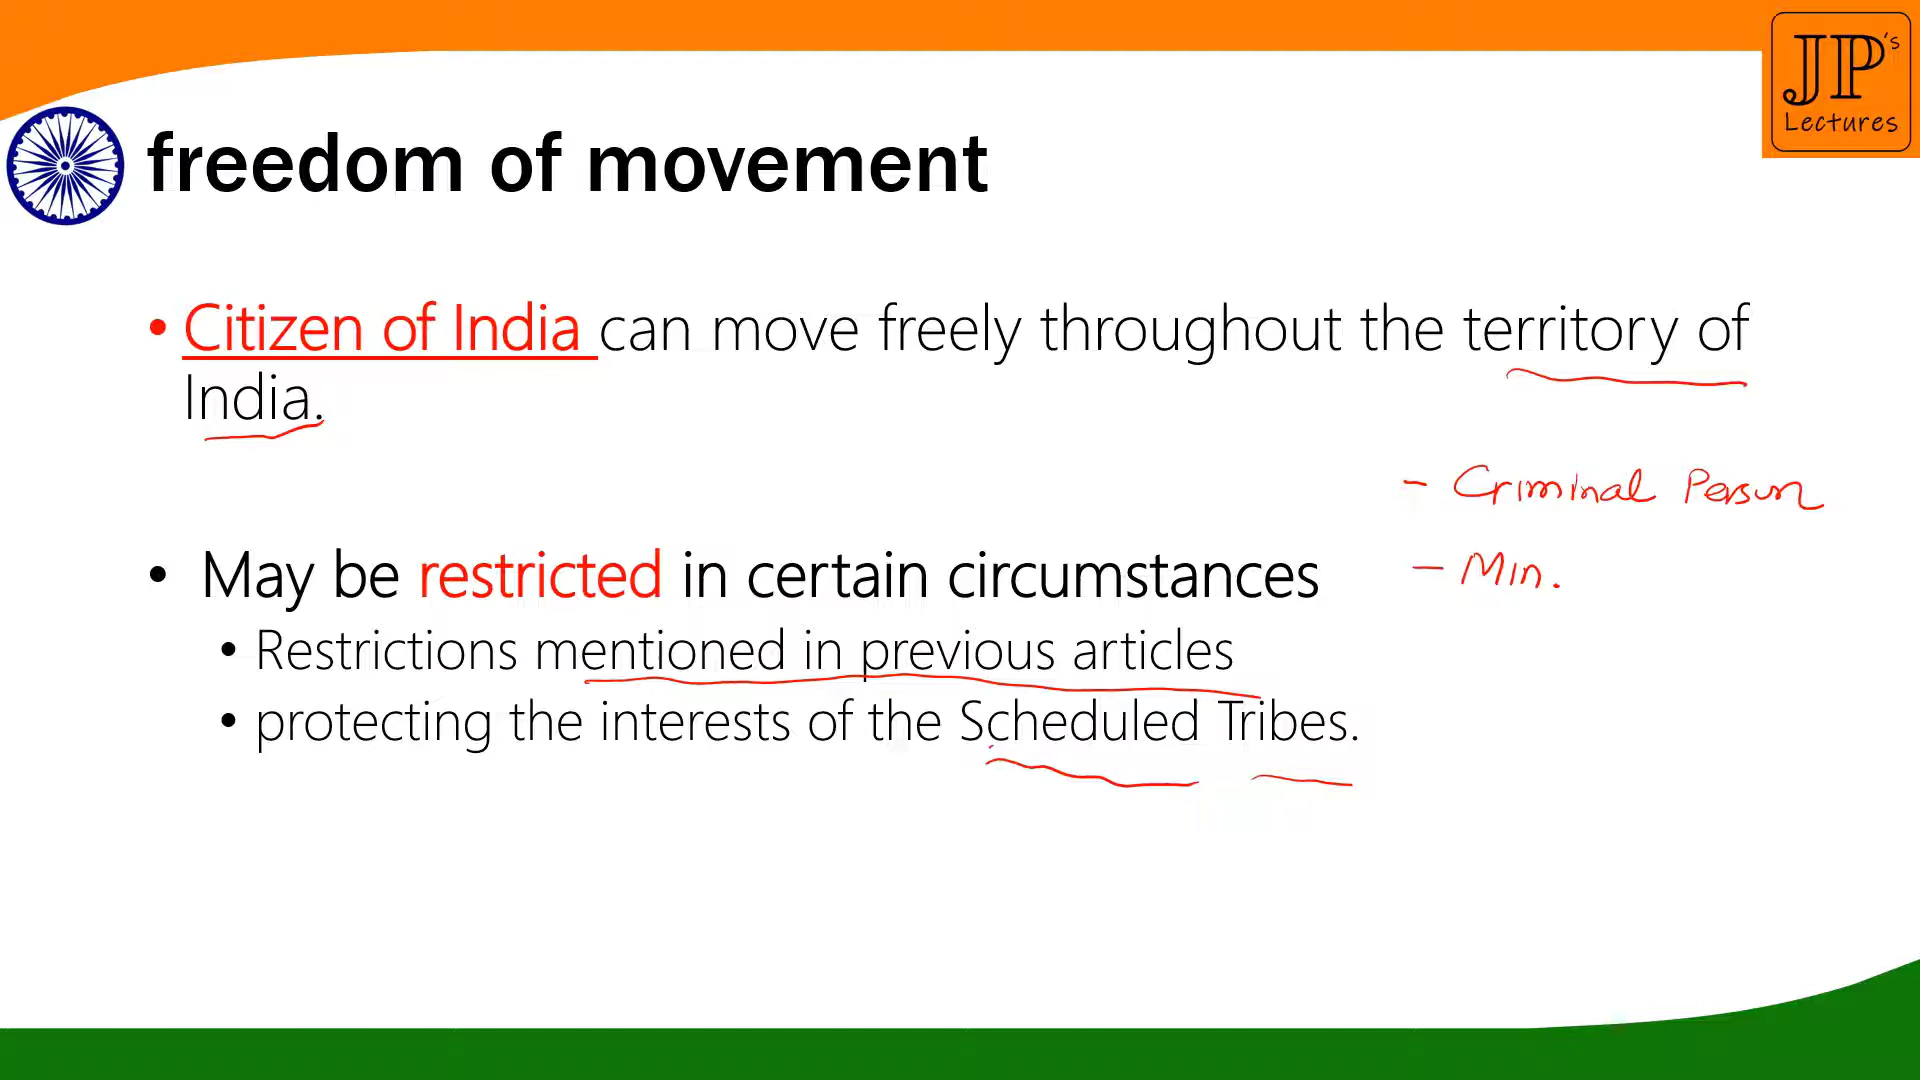 JP's
Lectures
freedom of movement
• Citizen of India can move freely throughout the territory of
India.
- Criminal Person
• May be restricted in certain circumstances
- Min.
• Restrictions mentioned in previous articles
• protecting the interests of the Scheduled Tribes.